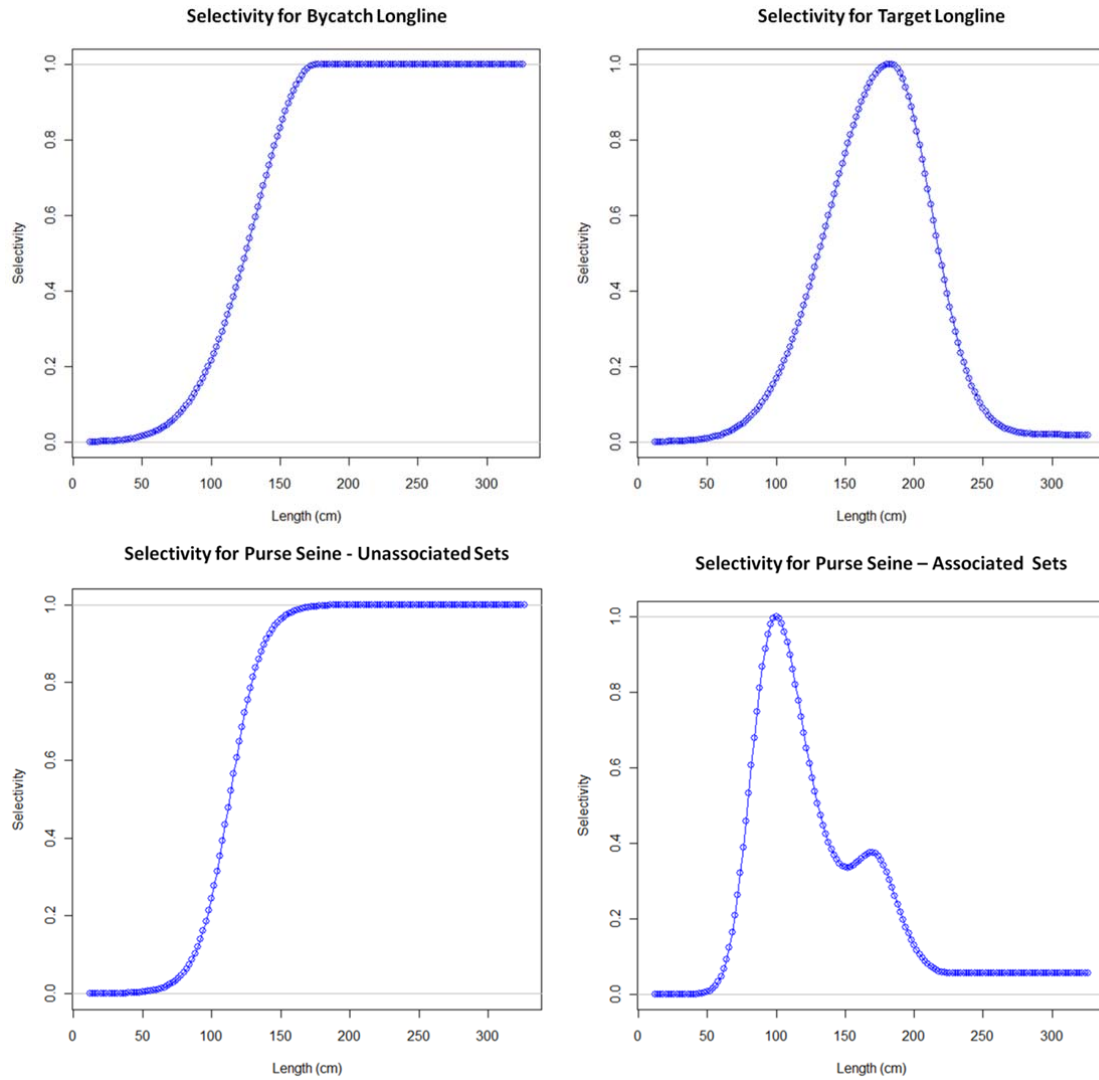 Selectivity for Bycatch Longline
1.0
0.8
0.6
0.4
0.2
0.0
Selectivity
0 50 100 150 200 250 300
Length (cm)
Selectivity for Target Longline
1.0
0.8
0.6
0.4
0.2
0.0
Selectivity
0 50 100 150 200 250 300
Length (cm)
Selectivity for Purse Seine - Unassociated Sets
1.0
0.8
0.6
0.4
0.2
0.0
Selectivity
0 50 100 150 200 250 300
Length (cm)
Selectivity for Purse Seine – Associated Sets
1.0
0.8
0.6
0.4
0.2
0.0
Selectivity
0 50 100 150 200 250 300
Length (cm)